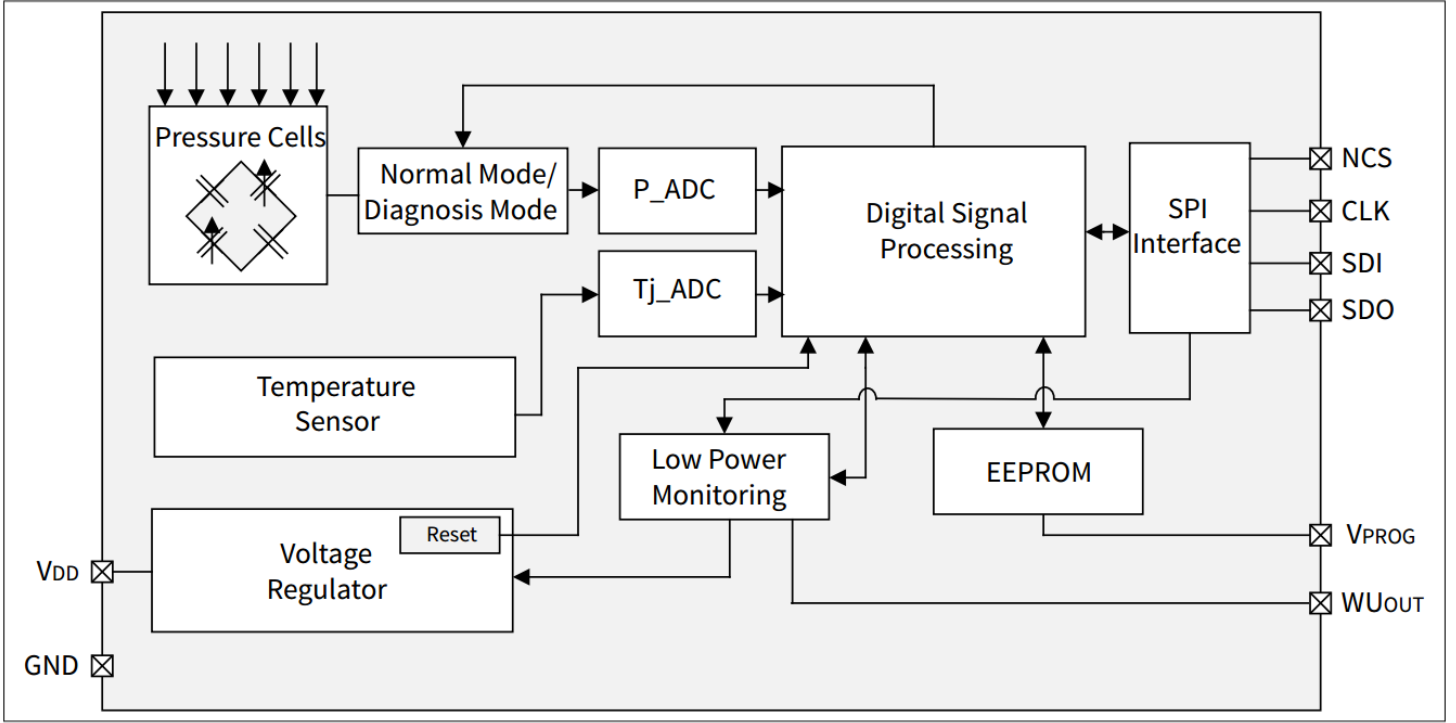 Pressure Cells
Normal Mode/
Diagnosis Mode
P_ADC
Digital Signal
Processing
SPI
Interface
NCS
CLK
SDI
SDO
Tj_ADC
Temperature
Sensor
Low Power
Monitoring
EEPROM
Reset
Voltage
Regulator
VDD
GND
VPROG
WUOUT